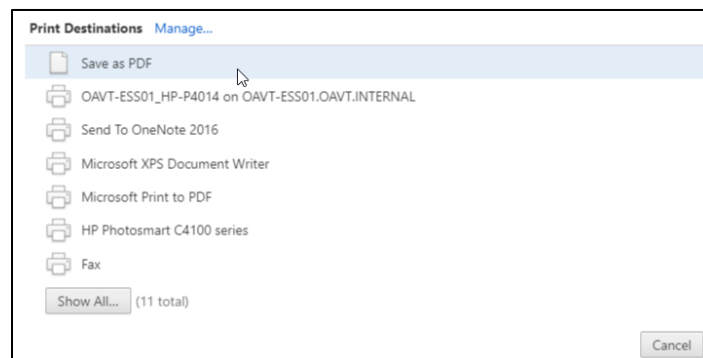 Print Destinations Manage...
Save as PDF
OAVT-ESS01_HP-P4014 on OAVT-ESS01.OAVT.INTERNAL
Send To OneNote 2016
Microsoft XPS Document Writer
Microsoft Print to PDF
HP Photosmart C4100 series
Fax
Show All... (11 total)
Cancel